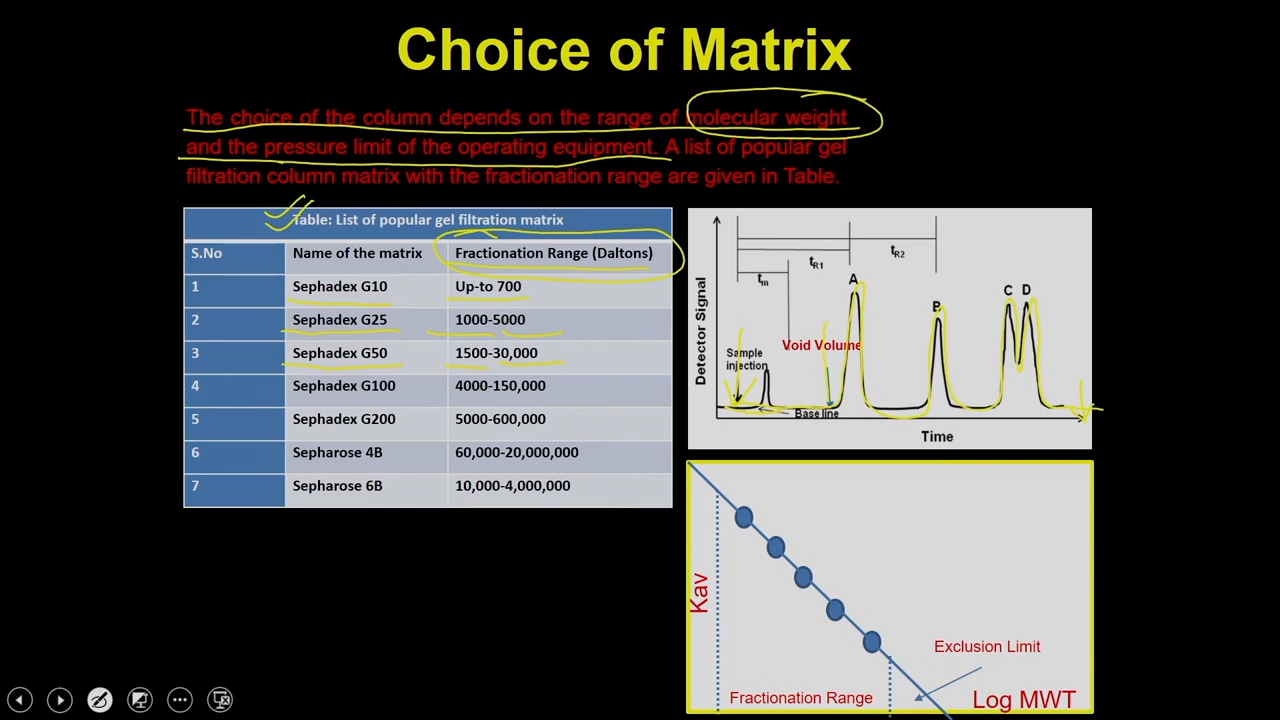 Choice of Matrix
The choice of the column depends on the range of molecular weight
and the pressure limit of the operating equipment. A list of popular gel
filtration column matrix with the fractionation range are given in Table.
Table: List of popular gel filtration matrix
S.No Name of the matrix Fractionation Range (Daltons)
1 Sephadex G10 Up-to 700
2 Sephadex G25 1000-5000
3 Sephadex G50 1500-30,000
4 Sephadex G100 4000-150,000
5 Sephadex G200 5000-600,000
6 Sepharose 4B 60,000-20,000,000
7 Sepharose 6B 10,000-4,000,000
Detector Signal
tR1
tR2
tm
A
B
C D
Void Volume
Sample
injection
Base line
Time
Kav
Exclusion Limit
Fractionation Range
Log MWT